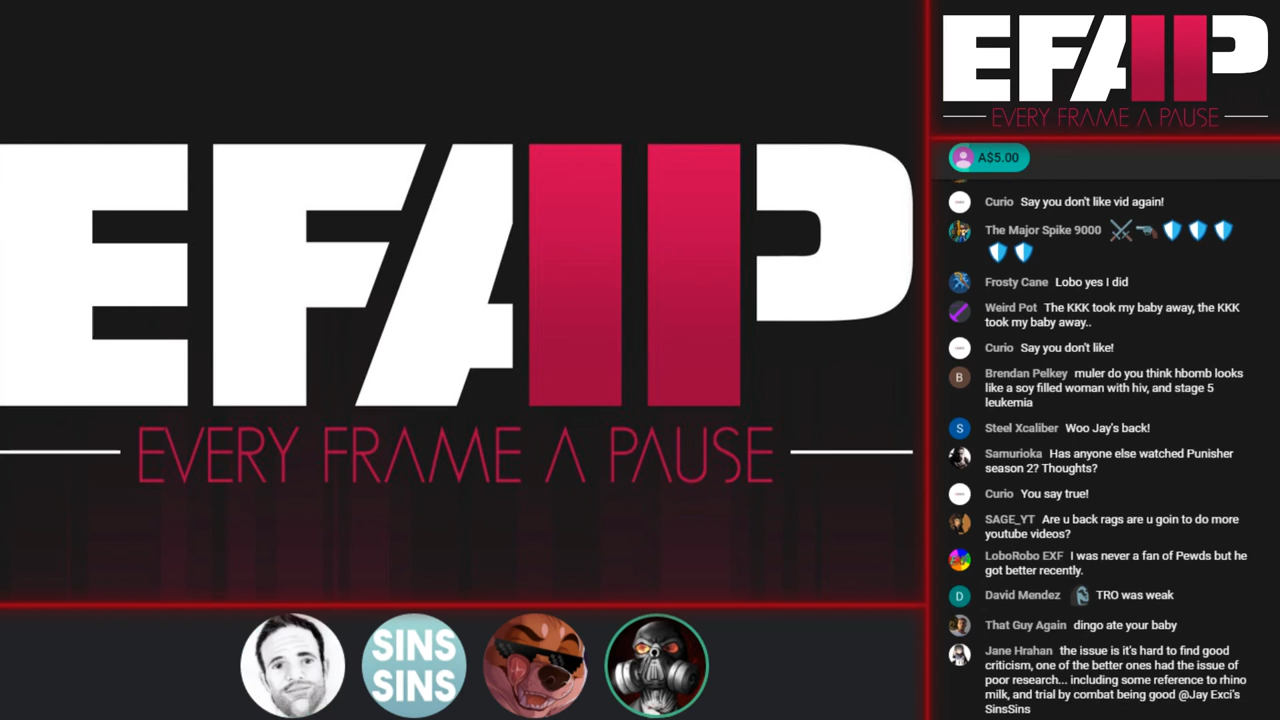 EFAP
EVERY FRAME A PAUSE
SINS
SINS
EFAP
EVERY FRAME A PAUSE
A$5.00
Curio Say you don't like vid again!
The Major Spike 9000
Frosty Cane Lobo yes I did
Weird Pot The KKK took my baby away, the KKK
took my baby away..
Curio Say you don't like!
B
Brendan Pelkey muler do you think hbomb looks
like a soy filled woman with hiv, and stage 5
leukemia
S
Steel Xcaliber Woo Jay's back!
Samurioka Has anyone else watched Punisher
season 2? Thoughts?
Curio You say true!
SAGE_YT Are u back rags are u goin to do more
youtube videos?
LoboRobo EXF I was never a fan of Pewds but he
got better recently.
D
David Mendez TRO was weak
That Guy Again dingo ate your baby
Jane Hrahan the issue is it's hard to find good
criticism, one of the better ones had the issue of
poor research... including some reference to rhino
milk, and trial by combat being good @Jay Exci's
SinsSins